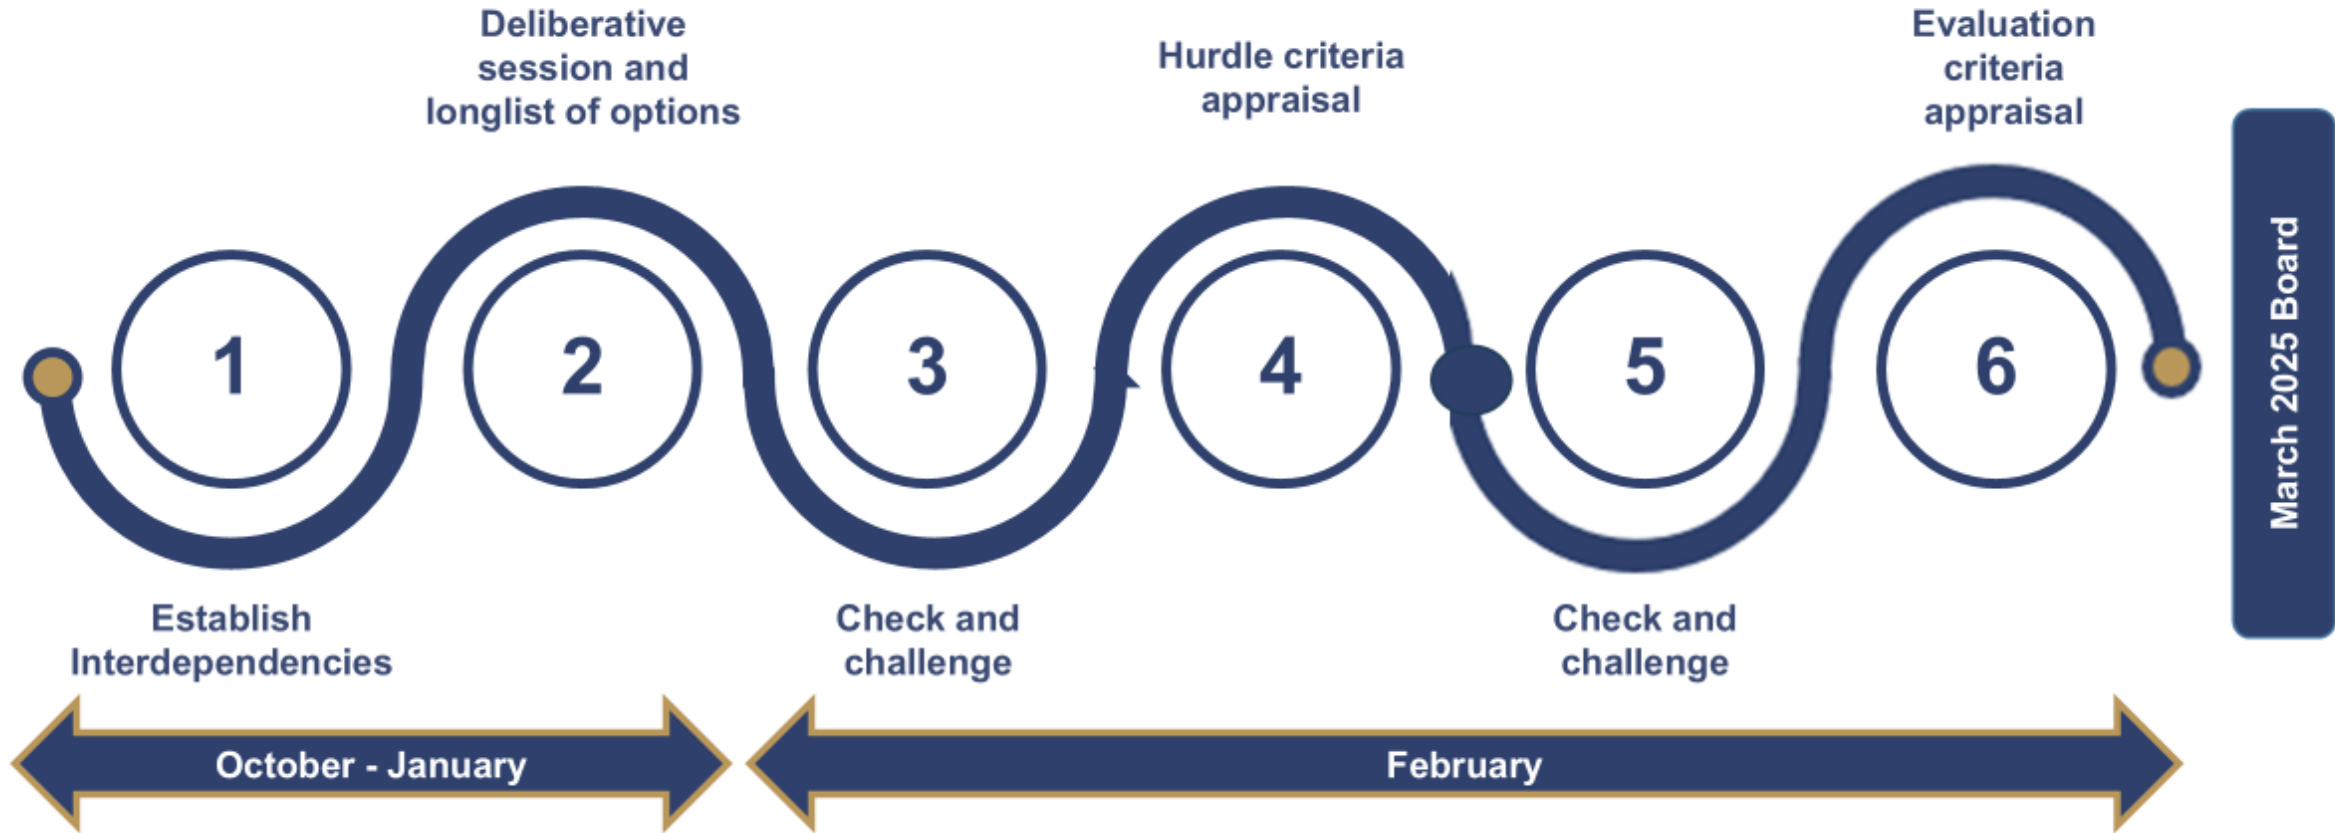 Deliberative
session and
longlist of options
Hurdle criteria
appraisal
Evaluation
criteria
appraisal
1
2
3
4
5
6
March 2025 Board
Establish
Interdependencies
Check and
challenge
Check and
challenge
October - January
February